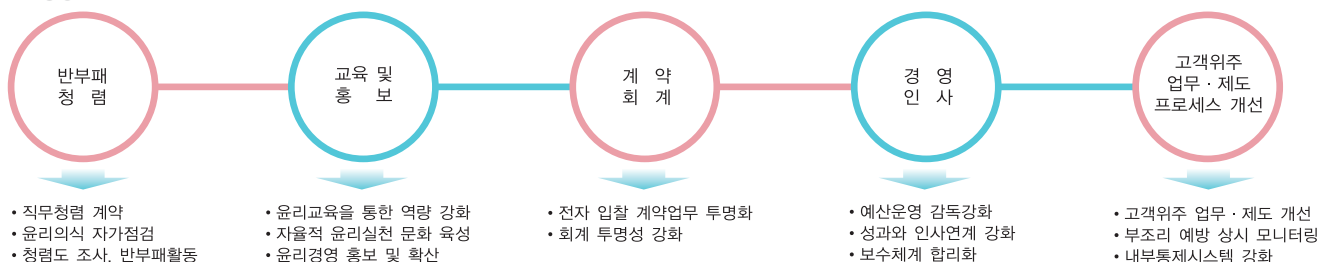 반부패
청 렴
교육 및
홍 보
계 약
회 계
경 영
인 사
고객위주
업무 · 제도
프로세스 개선
• 직무청렴 계약
• 윤리의식 자가점검
• 청렴도 조사, 반부패활동
• 윤리교육을 통한 역량 강화
• 자율적 윤리실천 문화 육성
• 윤리경영 홍보 및 확산
• 전자 입찰 계약업무 투명화
• 회계 투명성 강화
• 예산운영 감독강화
• 성과와 인사연계 강화
• 보수체계 합리화
• 고객위주 업무 · 제도 개선
• 부조리 예방 상시 모니터링
• 내부통제시스템 강화